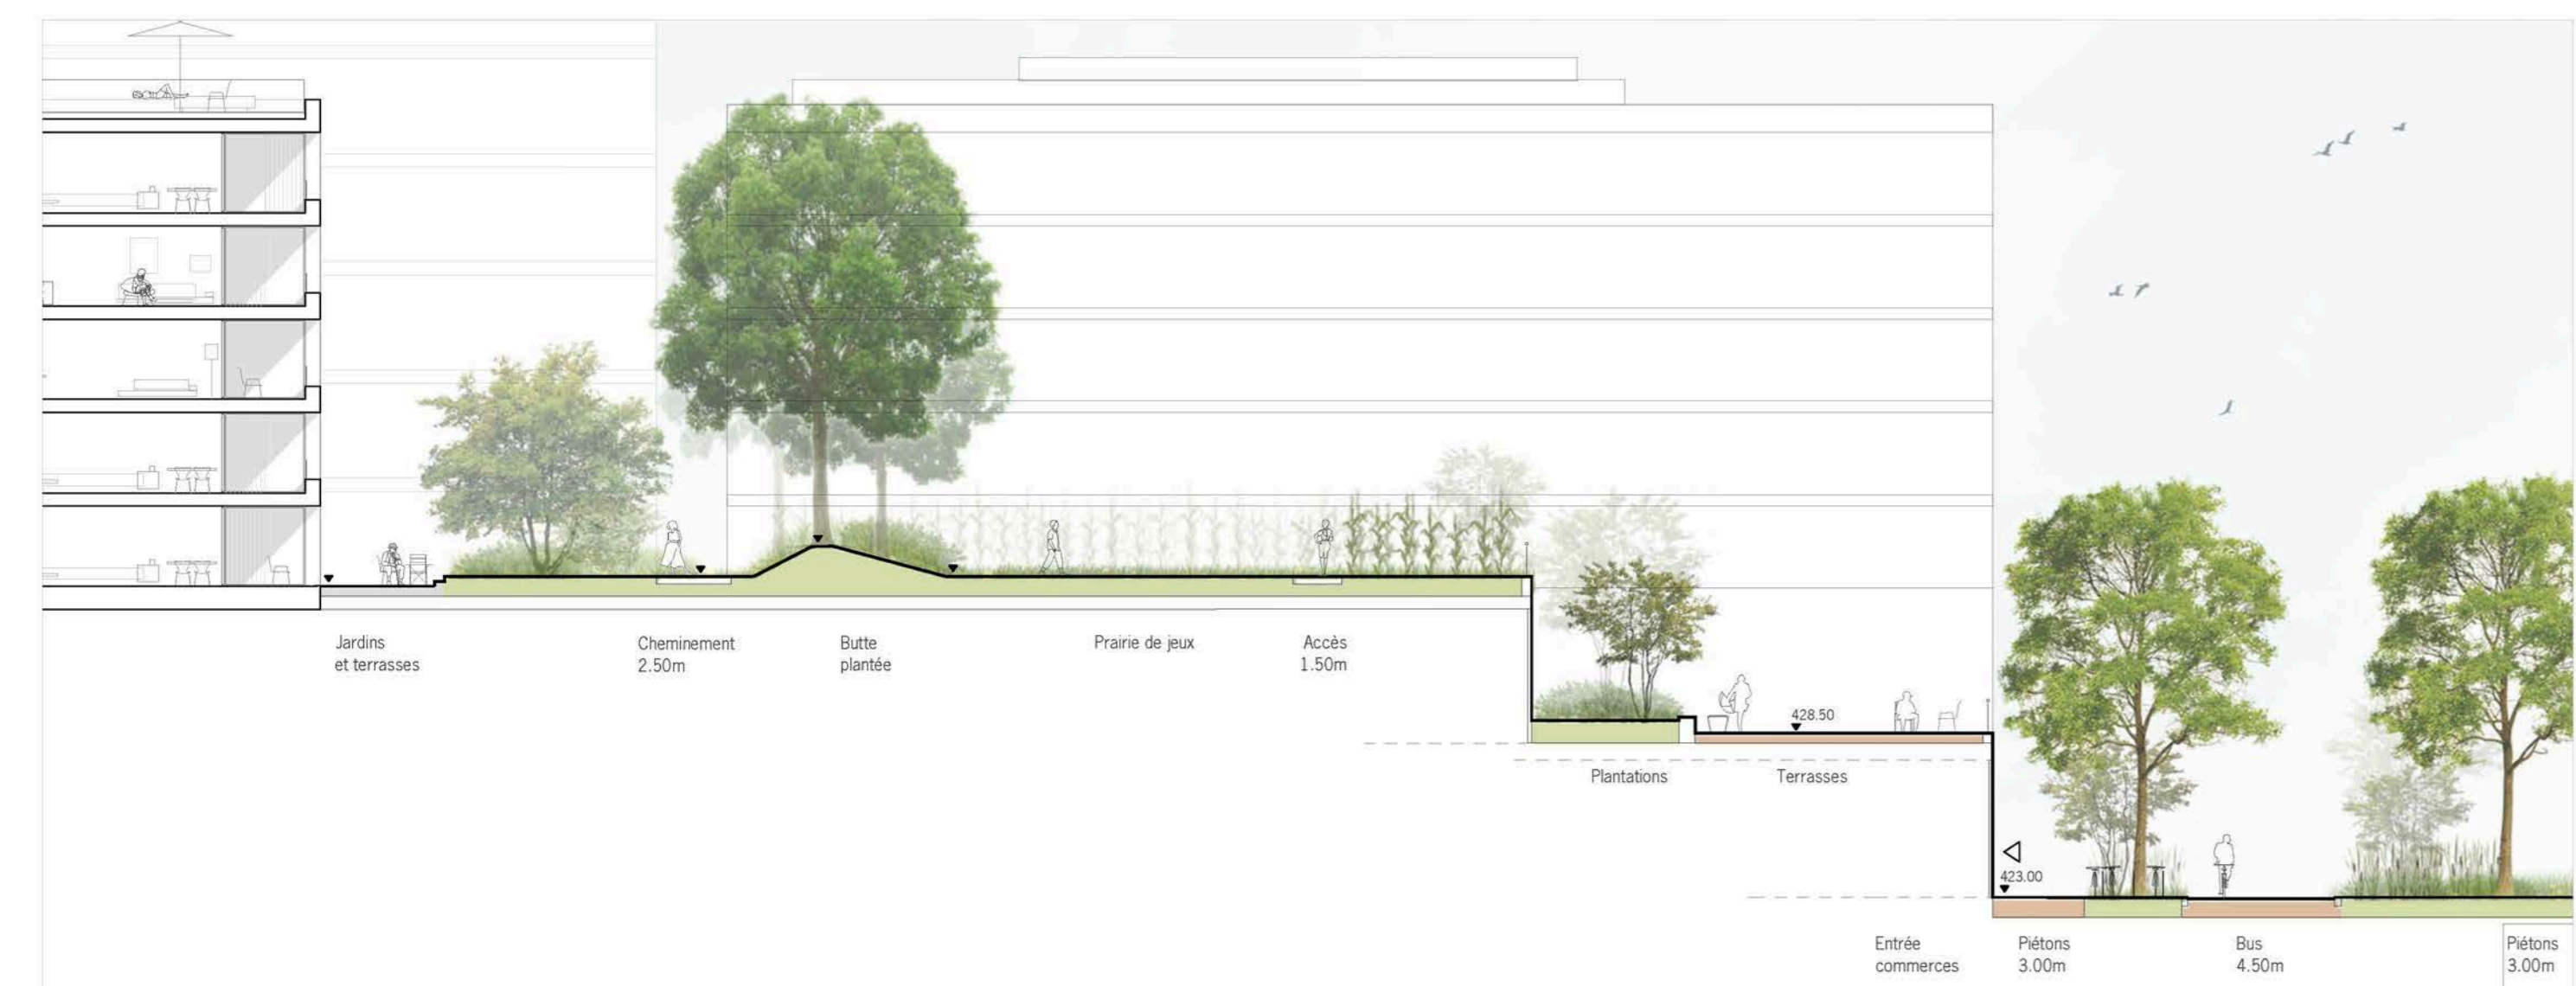 Jardins
et terrasses
Cheminement
2.50m
Butte
plantée
Prairie de jeux
Accès
1.50m
428.50
Plantations
Terrasses
423.00
Entrée
commerces
Piétons
3.00m
Bus
4.50m
Piétons
3.00m